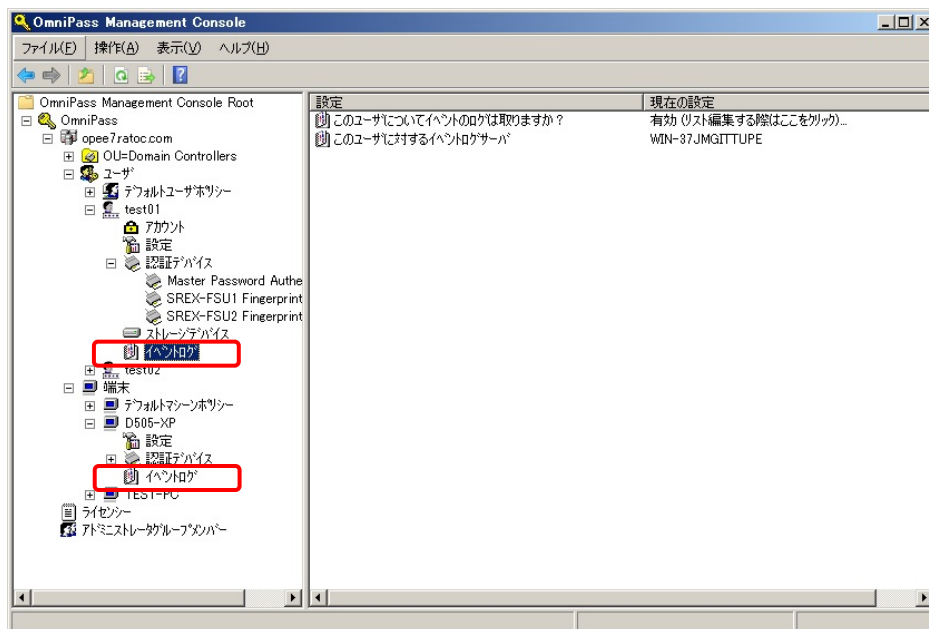 OmniPass Management Console
ファイル(F) 操作(A) 表示(V) ヘルプ(H)
OmniPass Management Console Root
OmniPass
opee7ratoc.com
OU=Domain Controllers
ユーザ
デフォルトユーザポリシー
test01
アカウント
設定
認証デバイス
Master Password Authe
SREX-FSU1 Fingerprint
SREX-FSU2 Fingerprint
ストレージデバイス
イベントログ
test02
端末
デフォルトマシーンポリシー
D505-XP
設定
認証デバイス
イベントログ
TEST-PC
ライセンシー
アドミニストレータグループメンバー
設定 現在の設定
このユーザについてイベントのログは取りますか? 有効 (リスト編集する際はここをクリック)...
このユーザに対するイベントログサーバ WIN-37JMGITTUPE